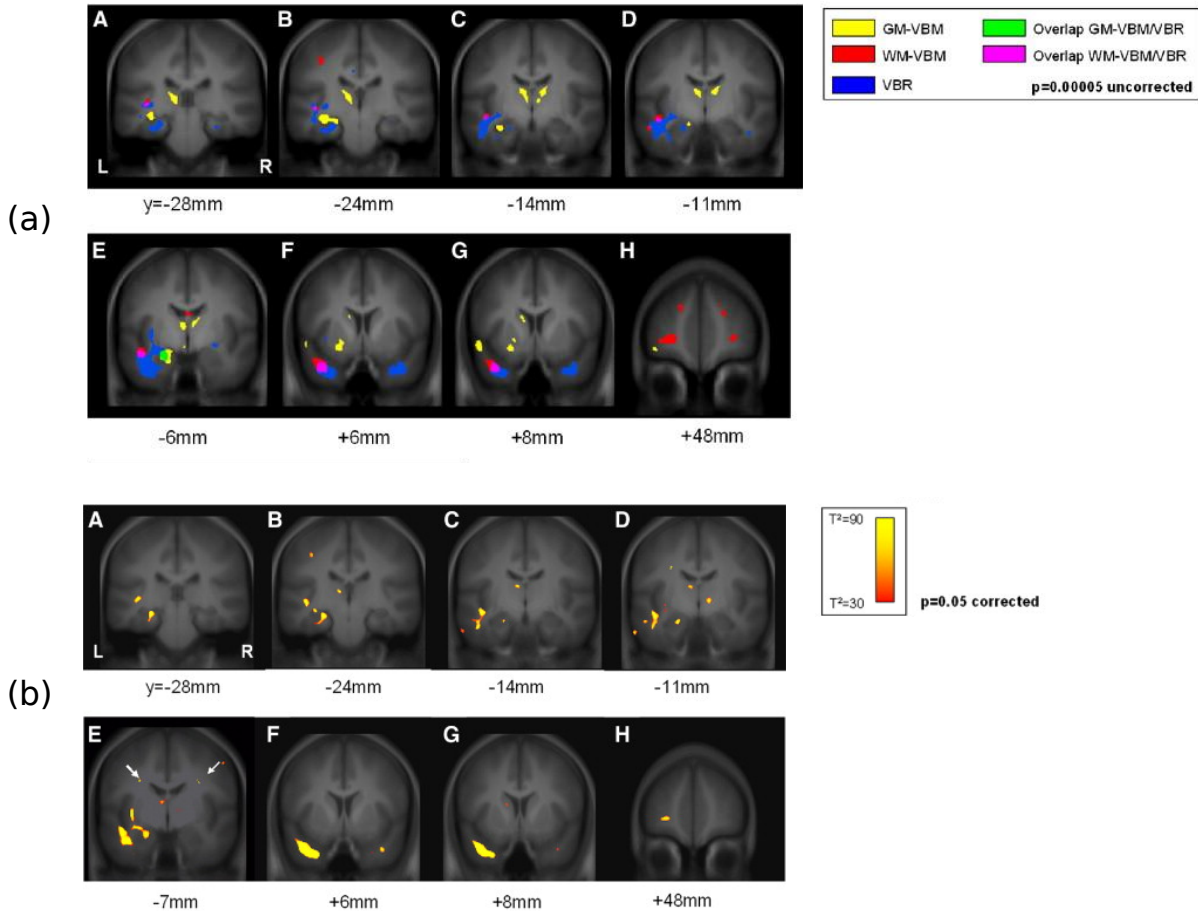 A B C D
L R
y=-28mm -24mm -14mm -11mm
GM-VBM Overlap GM-VBM/VBR
WM-VBM Overlap WM-VBM/VBR
VBR p=0.00005 uncorrected
(a)
E F G H
-6mm +6mm +8mm +48mm
A B C D
L R
y=-28mm -24mm -14mm -11mm
T²=90
T²=30
p=0.05 corrected
(b)
E F G H
-7mm +6mm +8mm +48mm